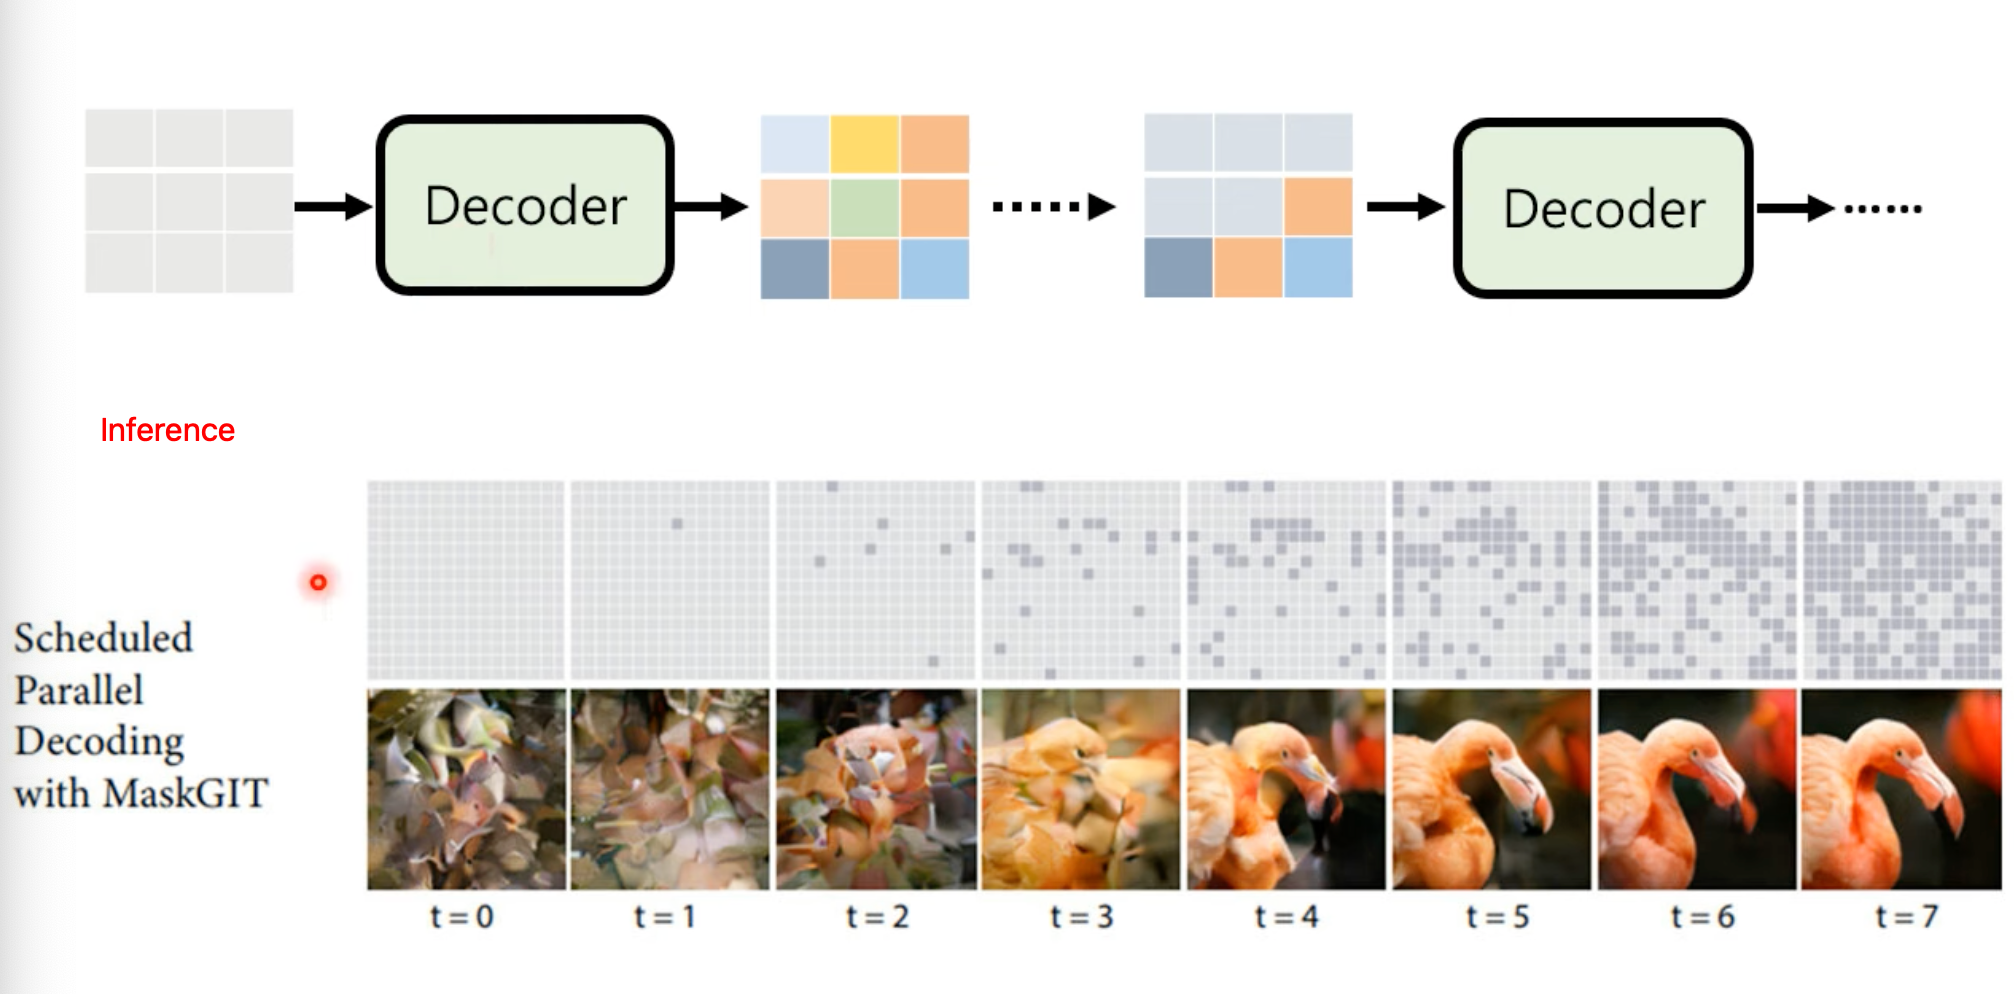 Decoder
Decoder
Inference
Scheduled
Parallel
Decoding
with MaskGIT
t = 0
t = 1
t = 2
t = 3
t = 4
t = 5
t = 6
t = 7